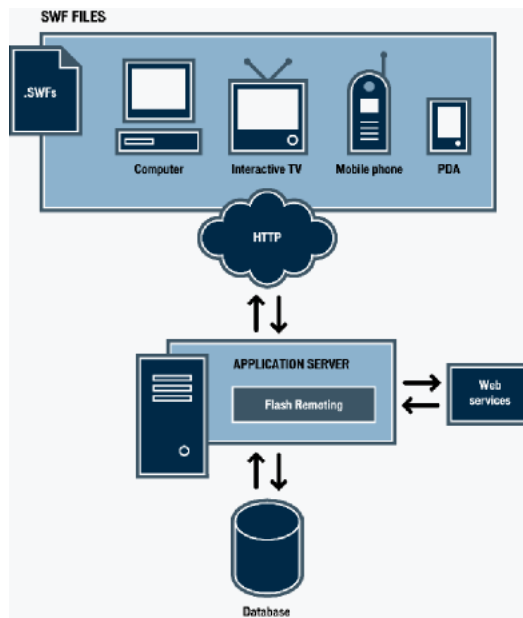 SWF FILES
.SWFs
Computer
Interactive TV
Mobile phone
PDA
HTTP
APPLICATION SERVER
Flash Remoting
Web
services
Database